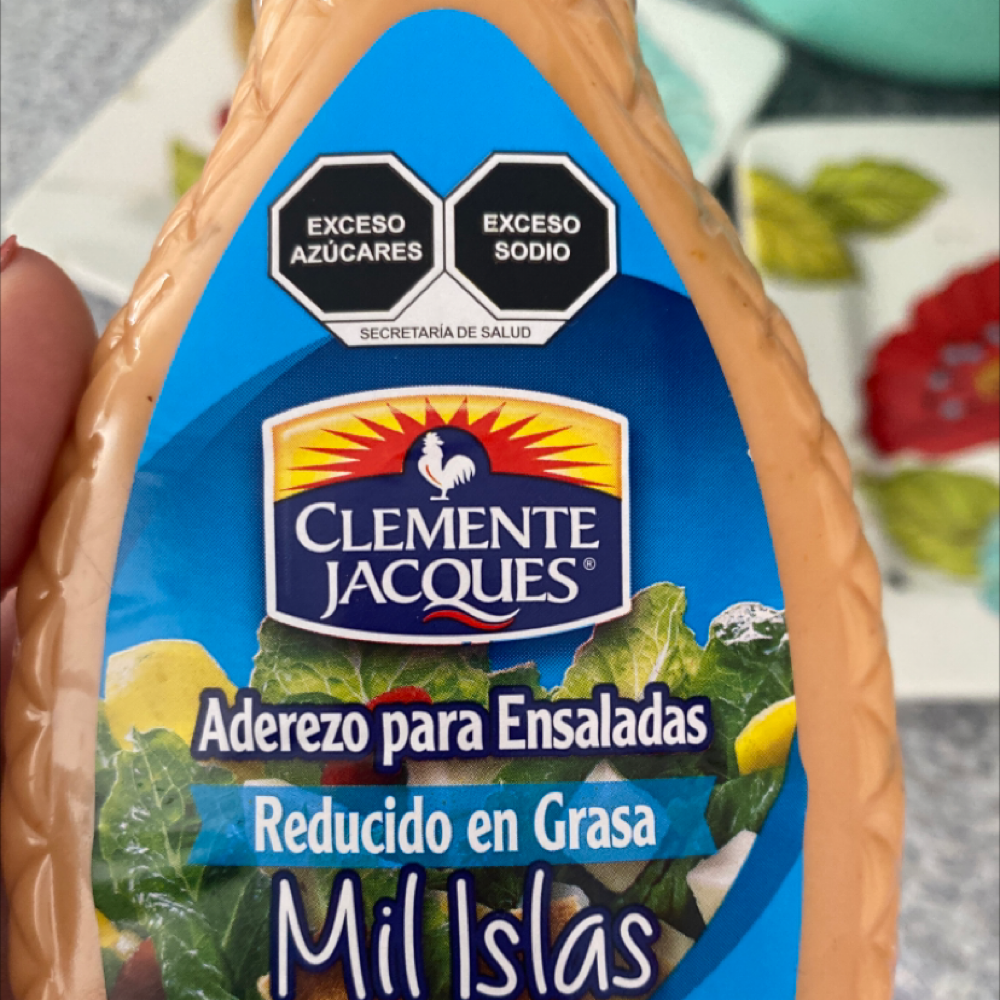 EXCESO
AZÚCARES
EXCESO
SODIO
SECRETARÍA DE SALUD
CLEMENTE
JACQUES®
Aderezo para Ensaladas
Reducido en Grasa
Mil Islas